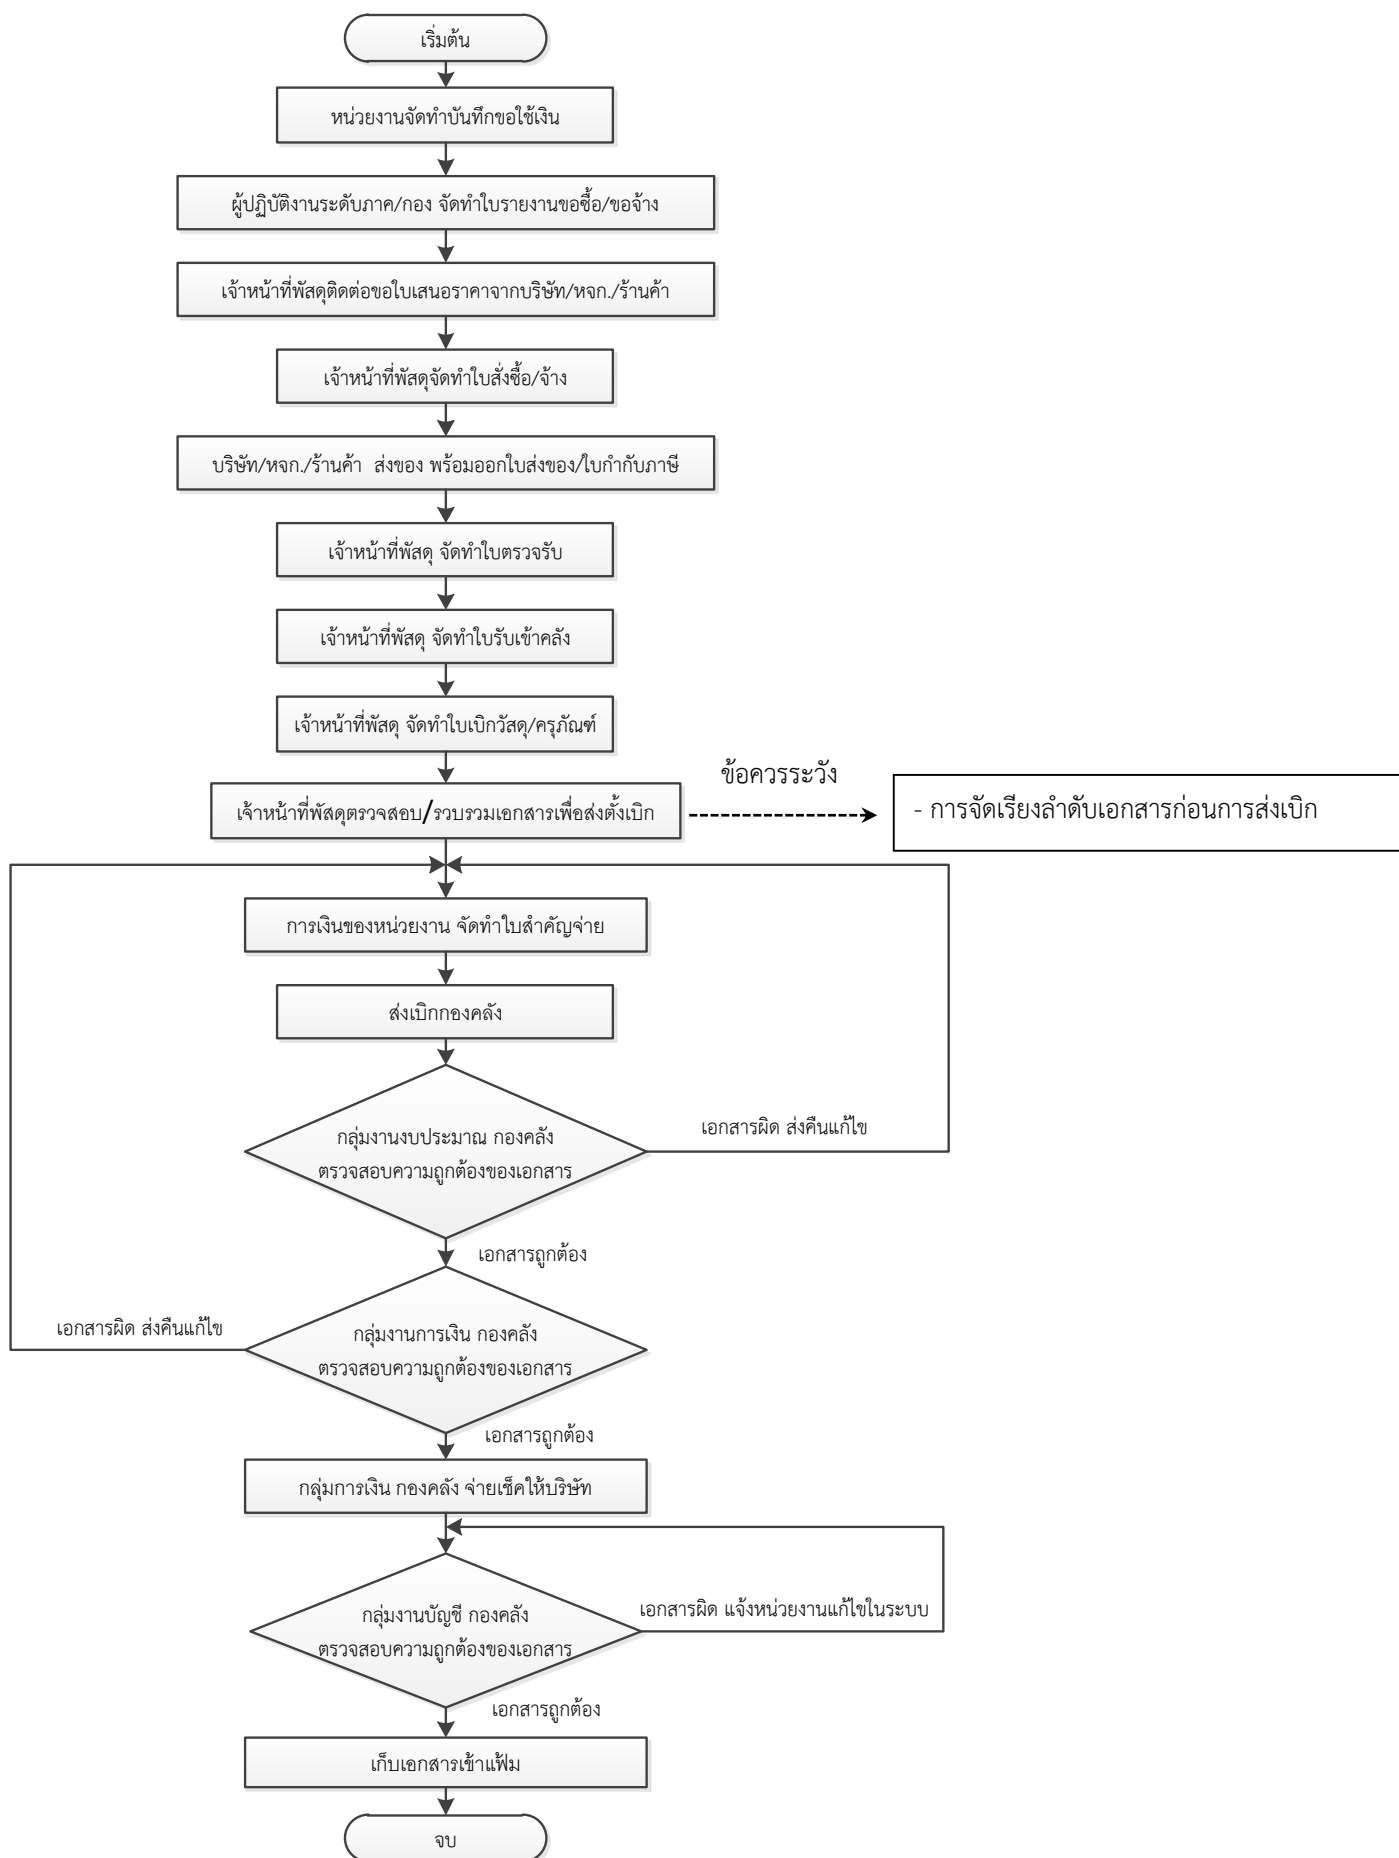 เริ่มต้น
หน่วยงานจัดทำบันทึกขอใช้เงิน
ผู้ปฏิบัติงานระดับภาค/กอง จัดทำใบรายงานขอซื้อ/ขอจ้าง
เจ้าหน้าที่พัสดุติดต่อขอใบเสนอราคาจากบริษัท/หจก./ร้านค้า
เจ้าหน้าที่พัสดุจัดทำใบสั่งซื้อ/จ้าง
บริษัท/หจก./ร้านค้า ส่งของ พร้อมออกใบส่งของ/ใบกำกับภาษี
เจ้าหน้าที่พัสดุ จัดทำใบตรวจรับ
เจ้าหน้าที่พัสดุ จัดทำใบรับเข้าคลัง
เจ้าหน้าที่พัสดุ จัดทำใบเบิกวัสดุ/ครุภัณฑ์
ข้อควรระวัง
เจ้าหน้าที่พัสดุตรวจสอบ/รวบรวมเอกสารเพื่อส่งตั้งเบิก
- การจัดเรียงลำดับเอกสารก่อนการส่งเบิก
การเงินของหน่วยงาน จัดทำใบสำคัญจ่าย
ส่งเบิกกองคลัง
เอกสารผิด ส่งคืนแก้ไข
กลุ่มงานงบประมาณ กองคลัง
ตรวจสอบความถูกต้องของเอกสาร
เอกสารถูกต้อง
เอกสารผิด ส่งคืนแก้ไข
กลุ่มงานการเงิน กองคลัง
ตรวจสอบความถูกต้องของเอกสาร
เอกสารถูกต้อง
กลุ่มการเงิน กองคลัง จ่ายเช็คให้บริษัท
เอกสารผิด แจ้งหน่วยงานแก้ไขในระบบ
กลุ่มงานบัญชี กองคลัง
ตรวจสอบความถูกต้องของเอกสาร
เอกสารถูกต้อง
เก็บเอกสารเข้าแฟ้ม
จบ